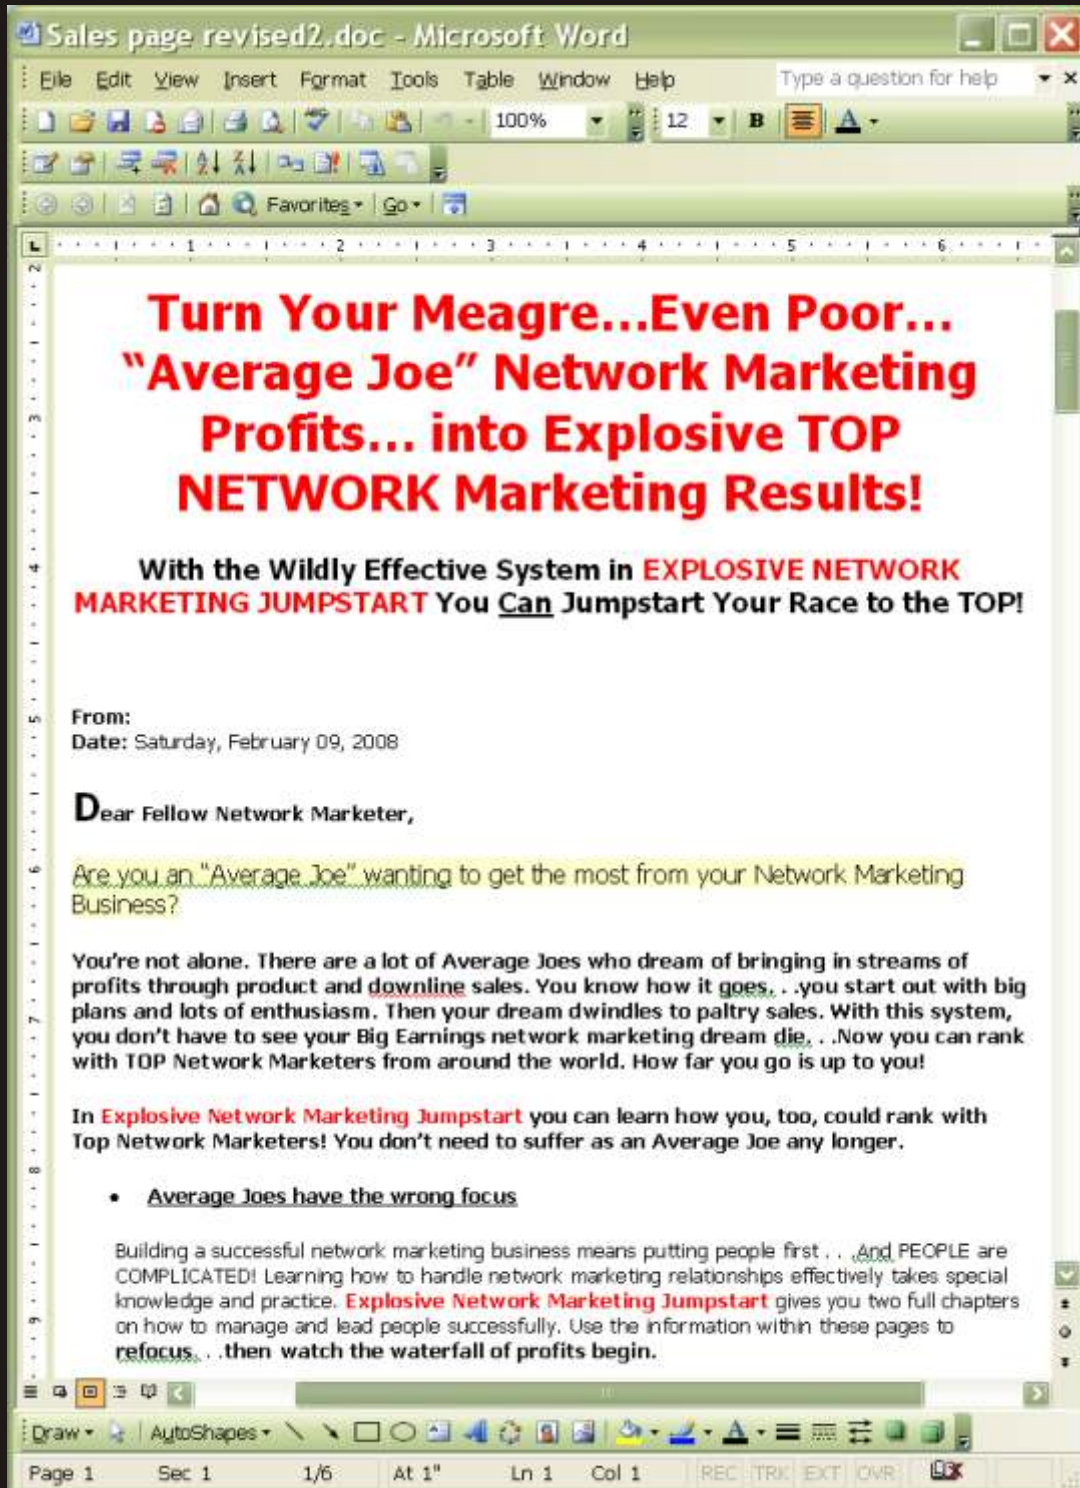 Sales page revised2.doc - Microsoft Word
File Edit View Insert Format Tools Table Window Help Type a question for help
100% 12 B A
Favorites Go
1 2 3 4 5 6
Turn Your Meagre...Even Poor...
“Average Joe” Network Marketing
Profits... into Explosive TOP
NETWORK Marketing Results!
With the Wildly Effective System in EXPLOSIVE NETWORK
MARKETING JUMPSTART You Can Jumpstart Your Race to the TOP!
From:
Date: Saturday, February 09, 2008
Dear Fellow Network Marketer,
Are you an "Average Joe" wanting to get the most from your Network Marketing
Business?
You’re not alone. There are a lot of Average Joes who dream of bringing in streams of
profits through product and downline sales. You know how it goes. . .you start out with big
plans and lots of enthusiasm. Then your dream dwindles to paltry sales. With this system,
you don’t have to see your Big Earnings network marketing dream die. . .Now you can rank
with TOP Network Marketers from around the world. How far you go is up to you!
In Explosive Network Marketing Jumpstart you can learn how you, too, could rank with
Top Network Marketers! You don’t need to suffer as an Average Joe any longer.
• Average Joes have the wrong focus
Building a successful network marketing business means putting people first . . .And PEOPLE are
COMPLICATED! Learning how to handle network marketing relationships effectively takes special
knowledge and practice. Explosive Network Marketing Jumpstart gives you two full chapters
on how to manage and lead people successfully. Use the information within these pages to
refocus. . .then watch the waterfall of profits begin.
Draw AutoShapes A
Page 1 Sec 1 1/6 At 1" Ln 1 Col 1 REC TRK EXT OVR